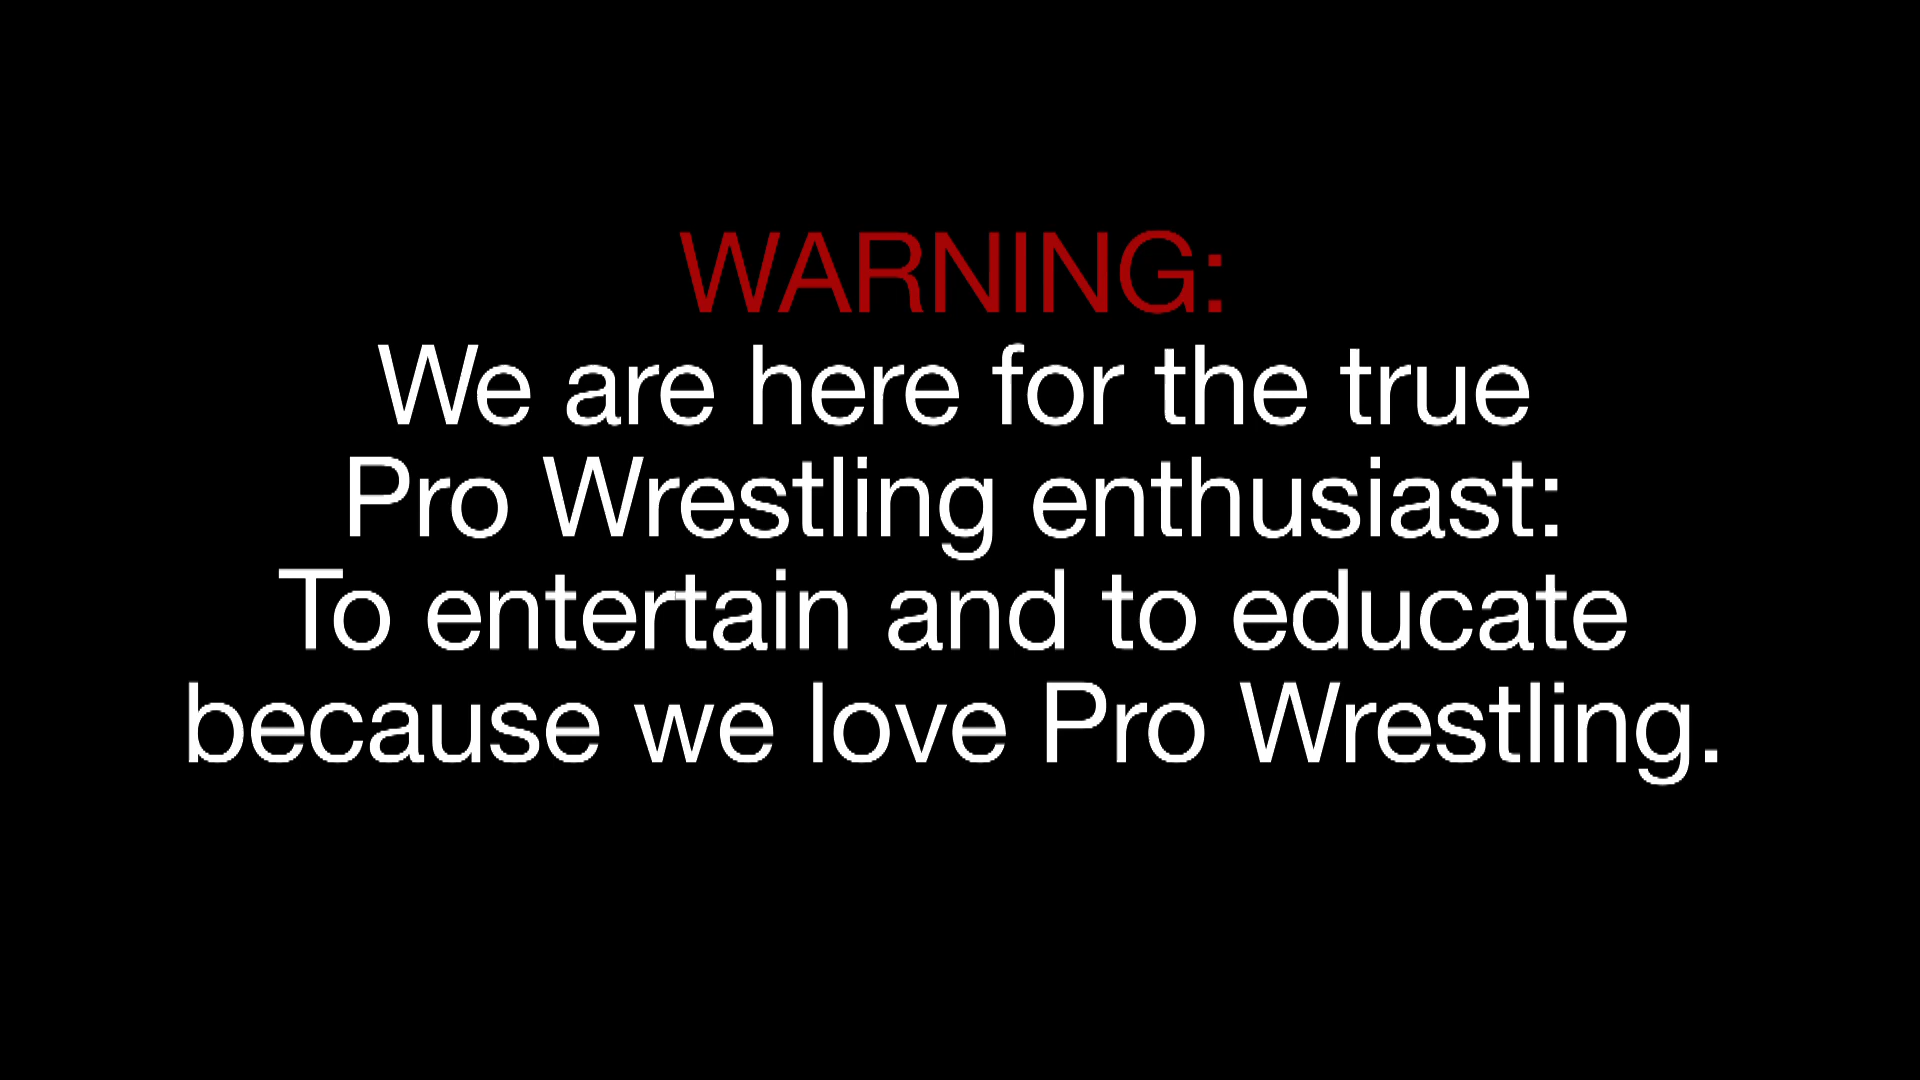 WARNING:
We are here for the true
Pro Wrestling enthusiast:
To entertain and to educate
because we love Pro Wrestling.